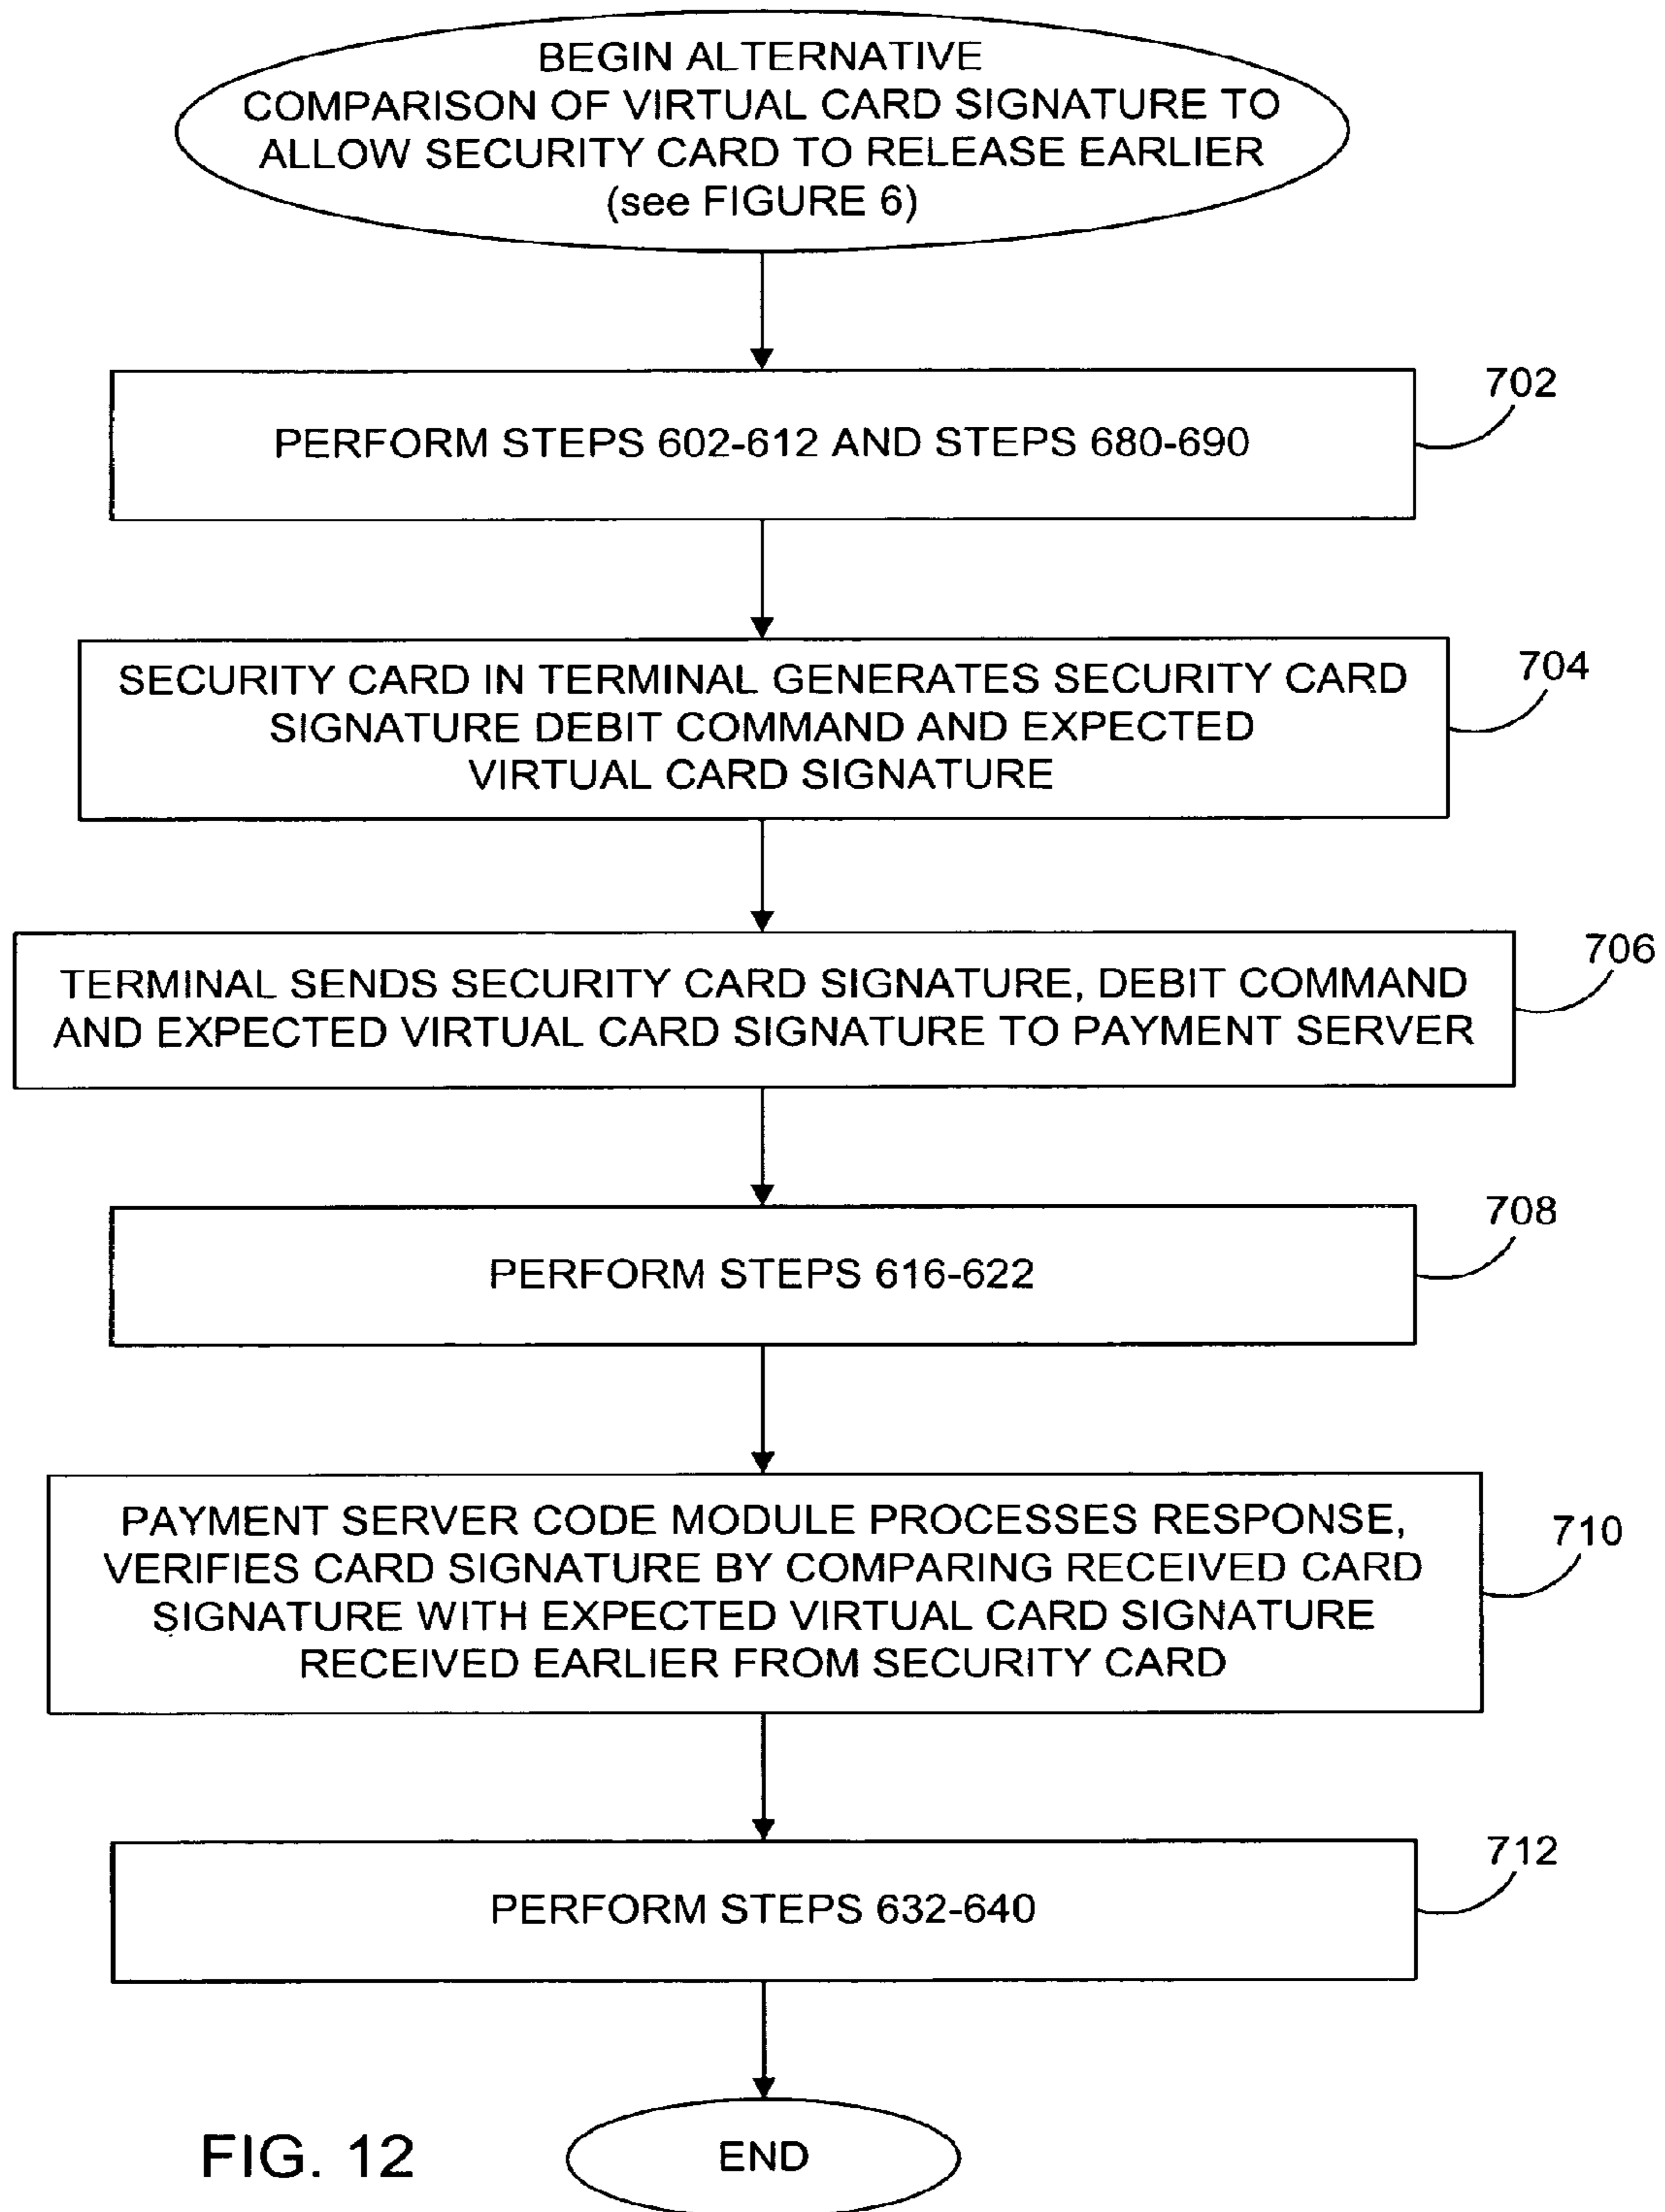 BEGIN ALTERNATIVE
COMPARISON OF VIRTUAL CARD SIGNATURE TO
ALLOW SECURITY CARD TO RELEASE EARLIER
(see FIGURE 6)
702
PERFORM STEPS 602-612 AND STEPS 680-690
704
SECURITY CARD IN TERMINAL GENERATES SECURITY CARD
SIGNATURE DEBIT COMMAND AND EXPECTED
VIRTUAL CARD SIGNATURE
706
TERMINAL SENDS SECURITY CARD SIGNATURE, DEBIT COMMAND
AND EXPECTED VIRTUAL CARD SIGNATURE TO PAYMENT SERVER
708
PERFORM STEPS 616-622
710
PAYMENT SERVER CODE MODULE PROCESSES RESPONSE,
VERIFIES CARD SIGNATURE BY COMPARING RECEIVED CARD
SIGNATURE WITH EXPECTED VIRTUAL CARD SIGNATURE
RECEIVED EARLIER FROM SECURITY CARD
712
PERFORM STEPS 632-640
END
FIG. 12